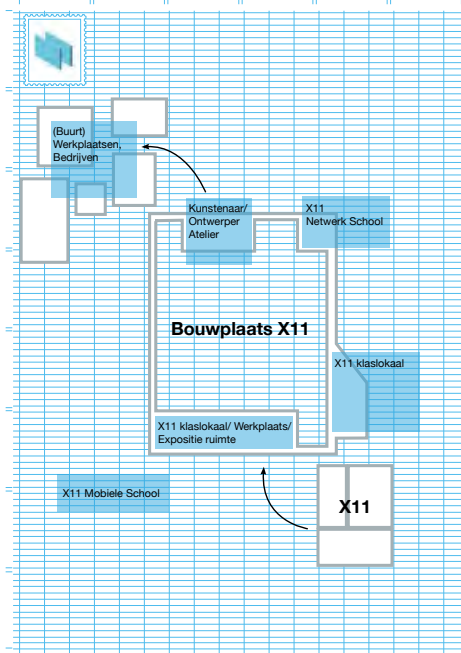 (Buurt)
Werkplaatsen,
Bedrijven
Kunstenaar/
Ontwerper
Atelier
X11
Netwerk School
Bouwplaats X11
X11 klaslokaal
X11 klaslokaal/ Werkplaats/
Expositie ruimte
X11 Mobiele School
X11